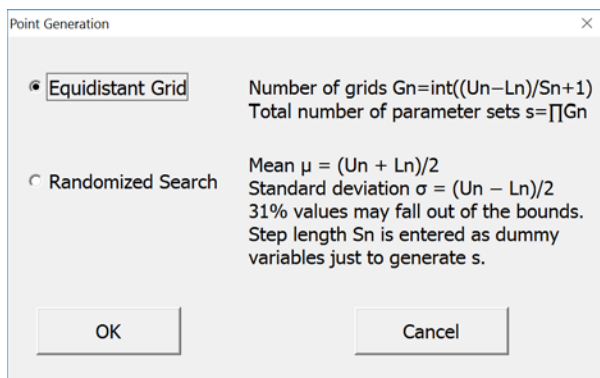 Point Generation
Equidistant Grid
Number of grids Gn=int((Un−Ln)/Sn+1)
Total number of parameter sets s=∏Gn
Randomized Search
Mean μ = (Un + Ln)/2
Standard deviation σ = (Un − Ln)/2
31% values may fall out of the bounds.
Step length Sn is entered as dummy
variables just to generate s.
OK
Cancel